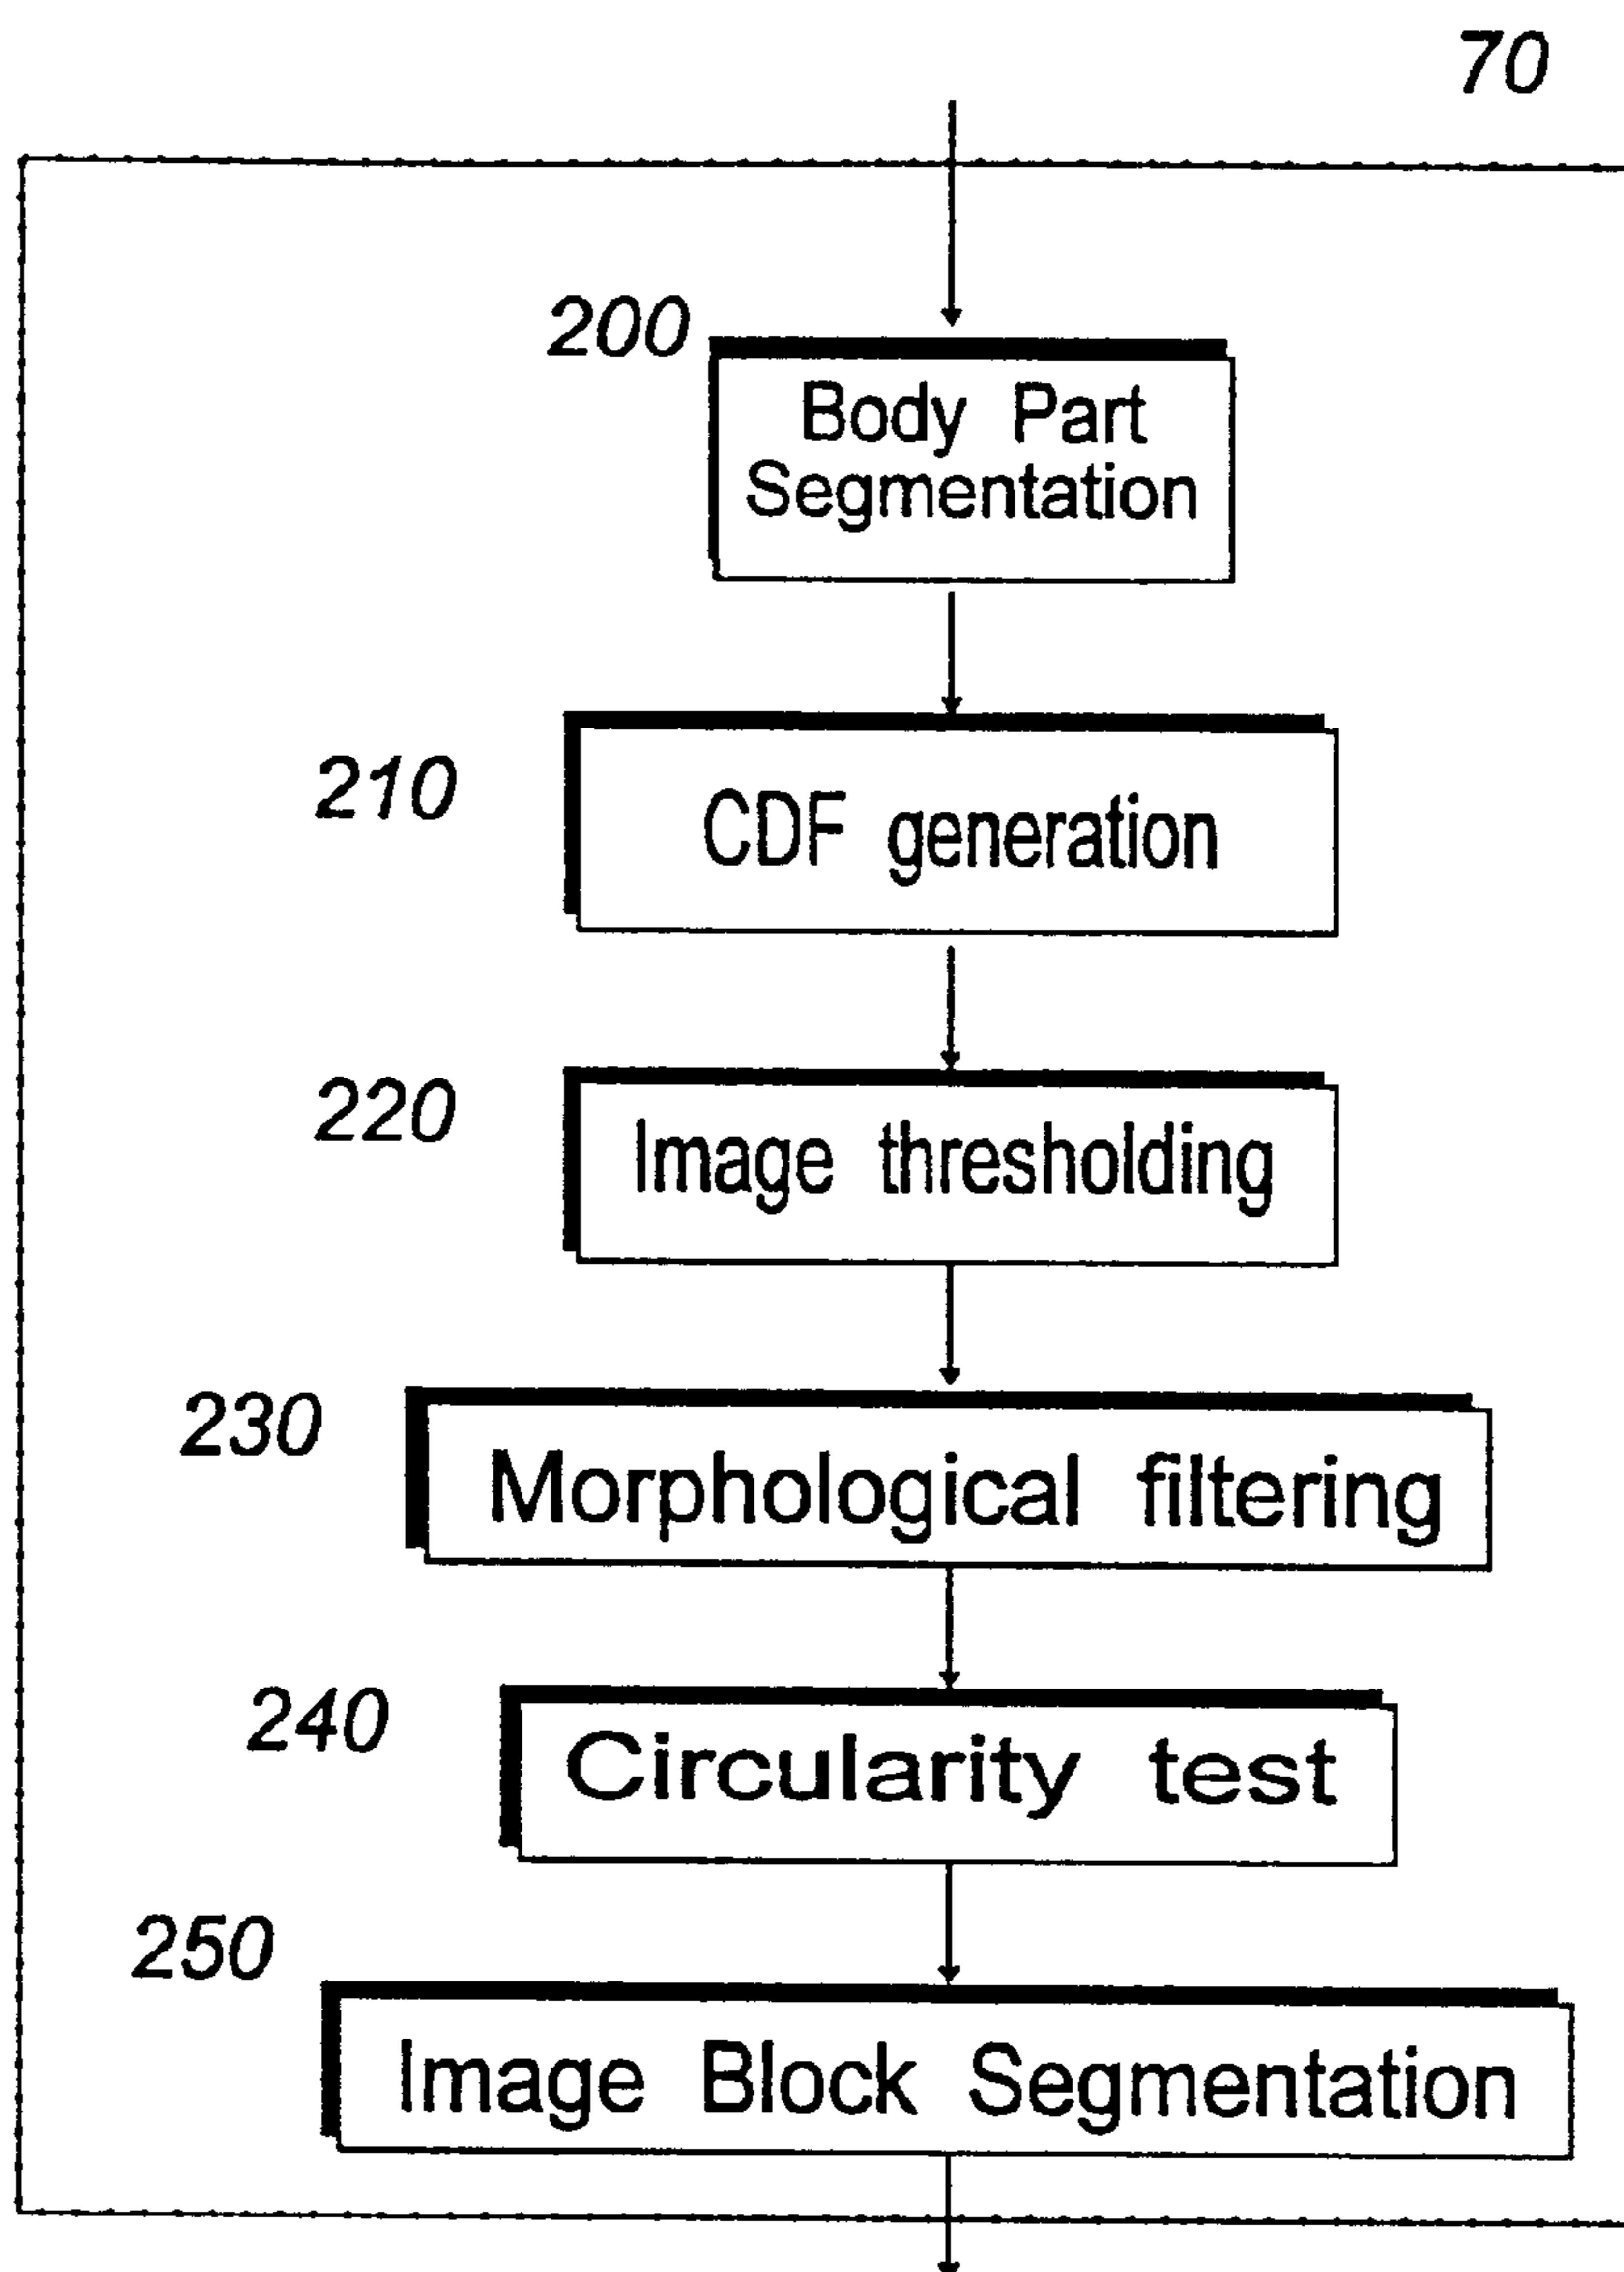 70
200
Body Part
Segmentation
210
CDF generation
220
Image thresholding
230
Morphological filtering
240
Circularity test
250
Image Block Segmentation